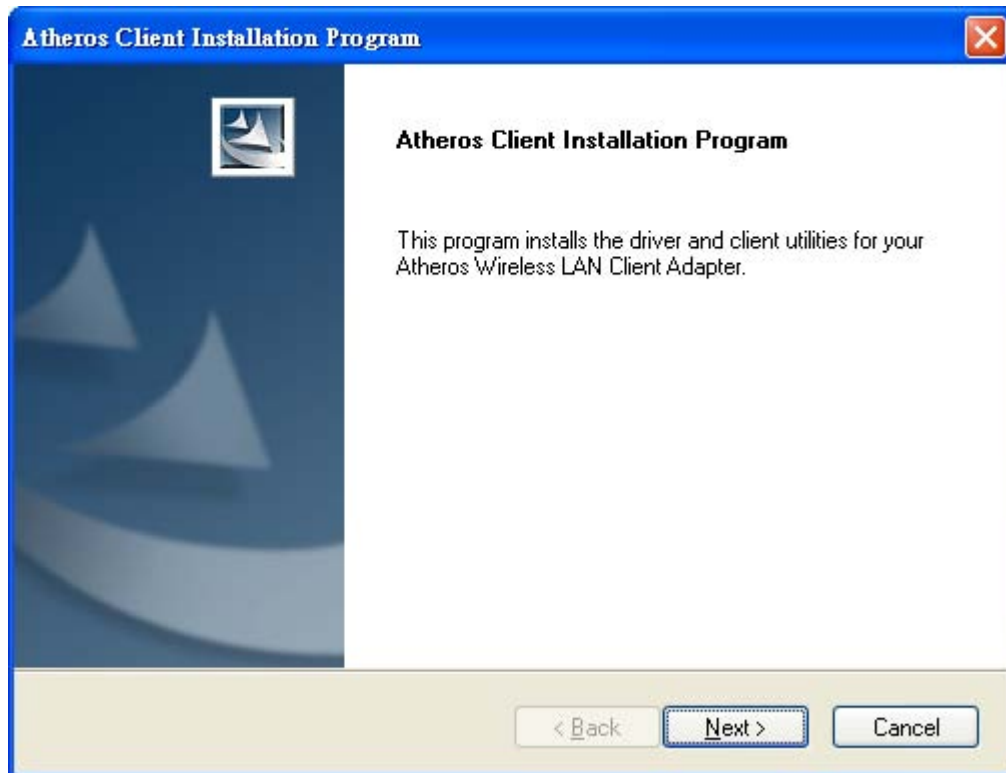 Atheros Client Installation Program
Atheros Client Installation Program
This program installs the driver and client utilities for your
Atheros Wireless LAN Client Adapter.
< Back
Next >
Cancel